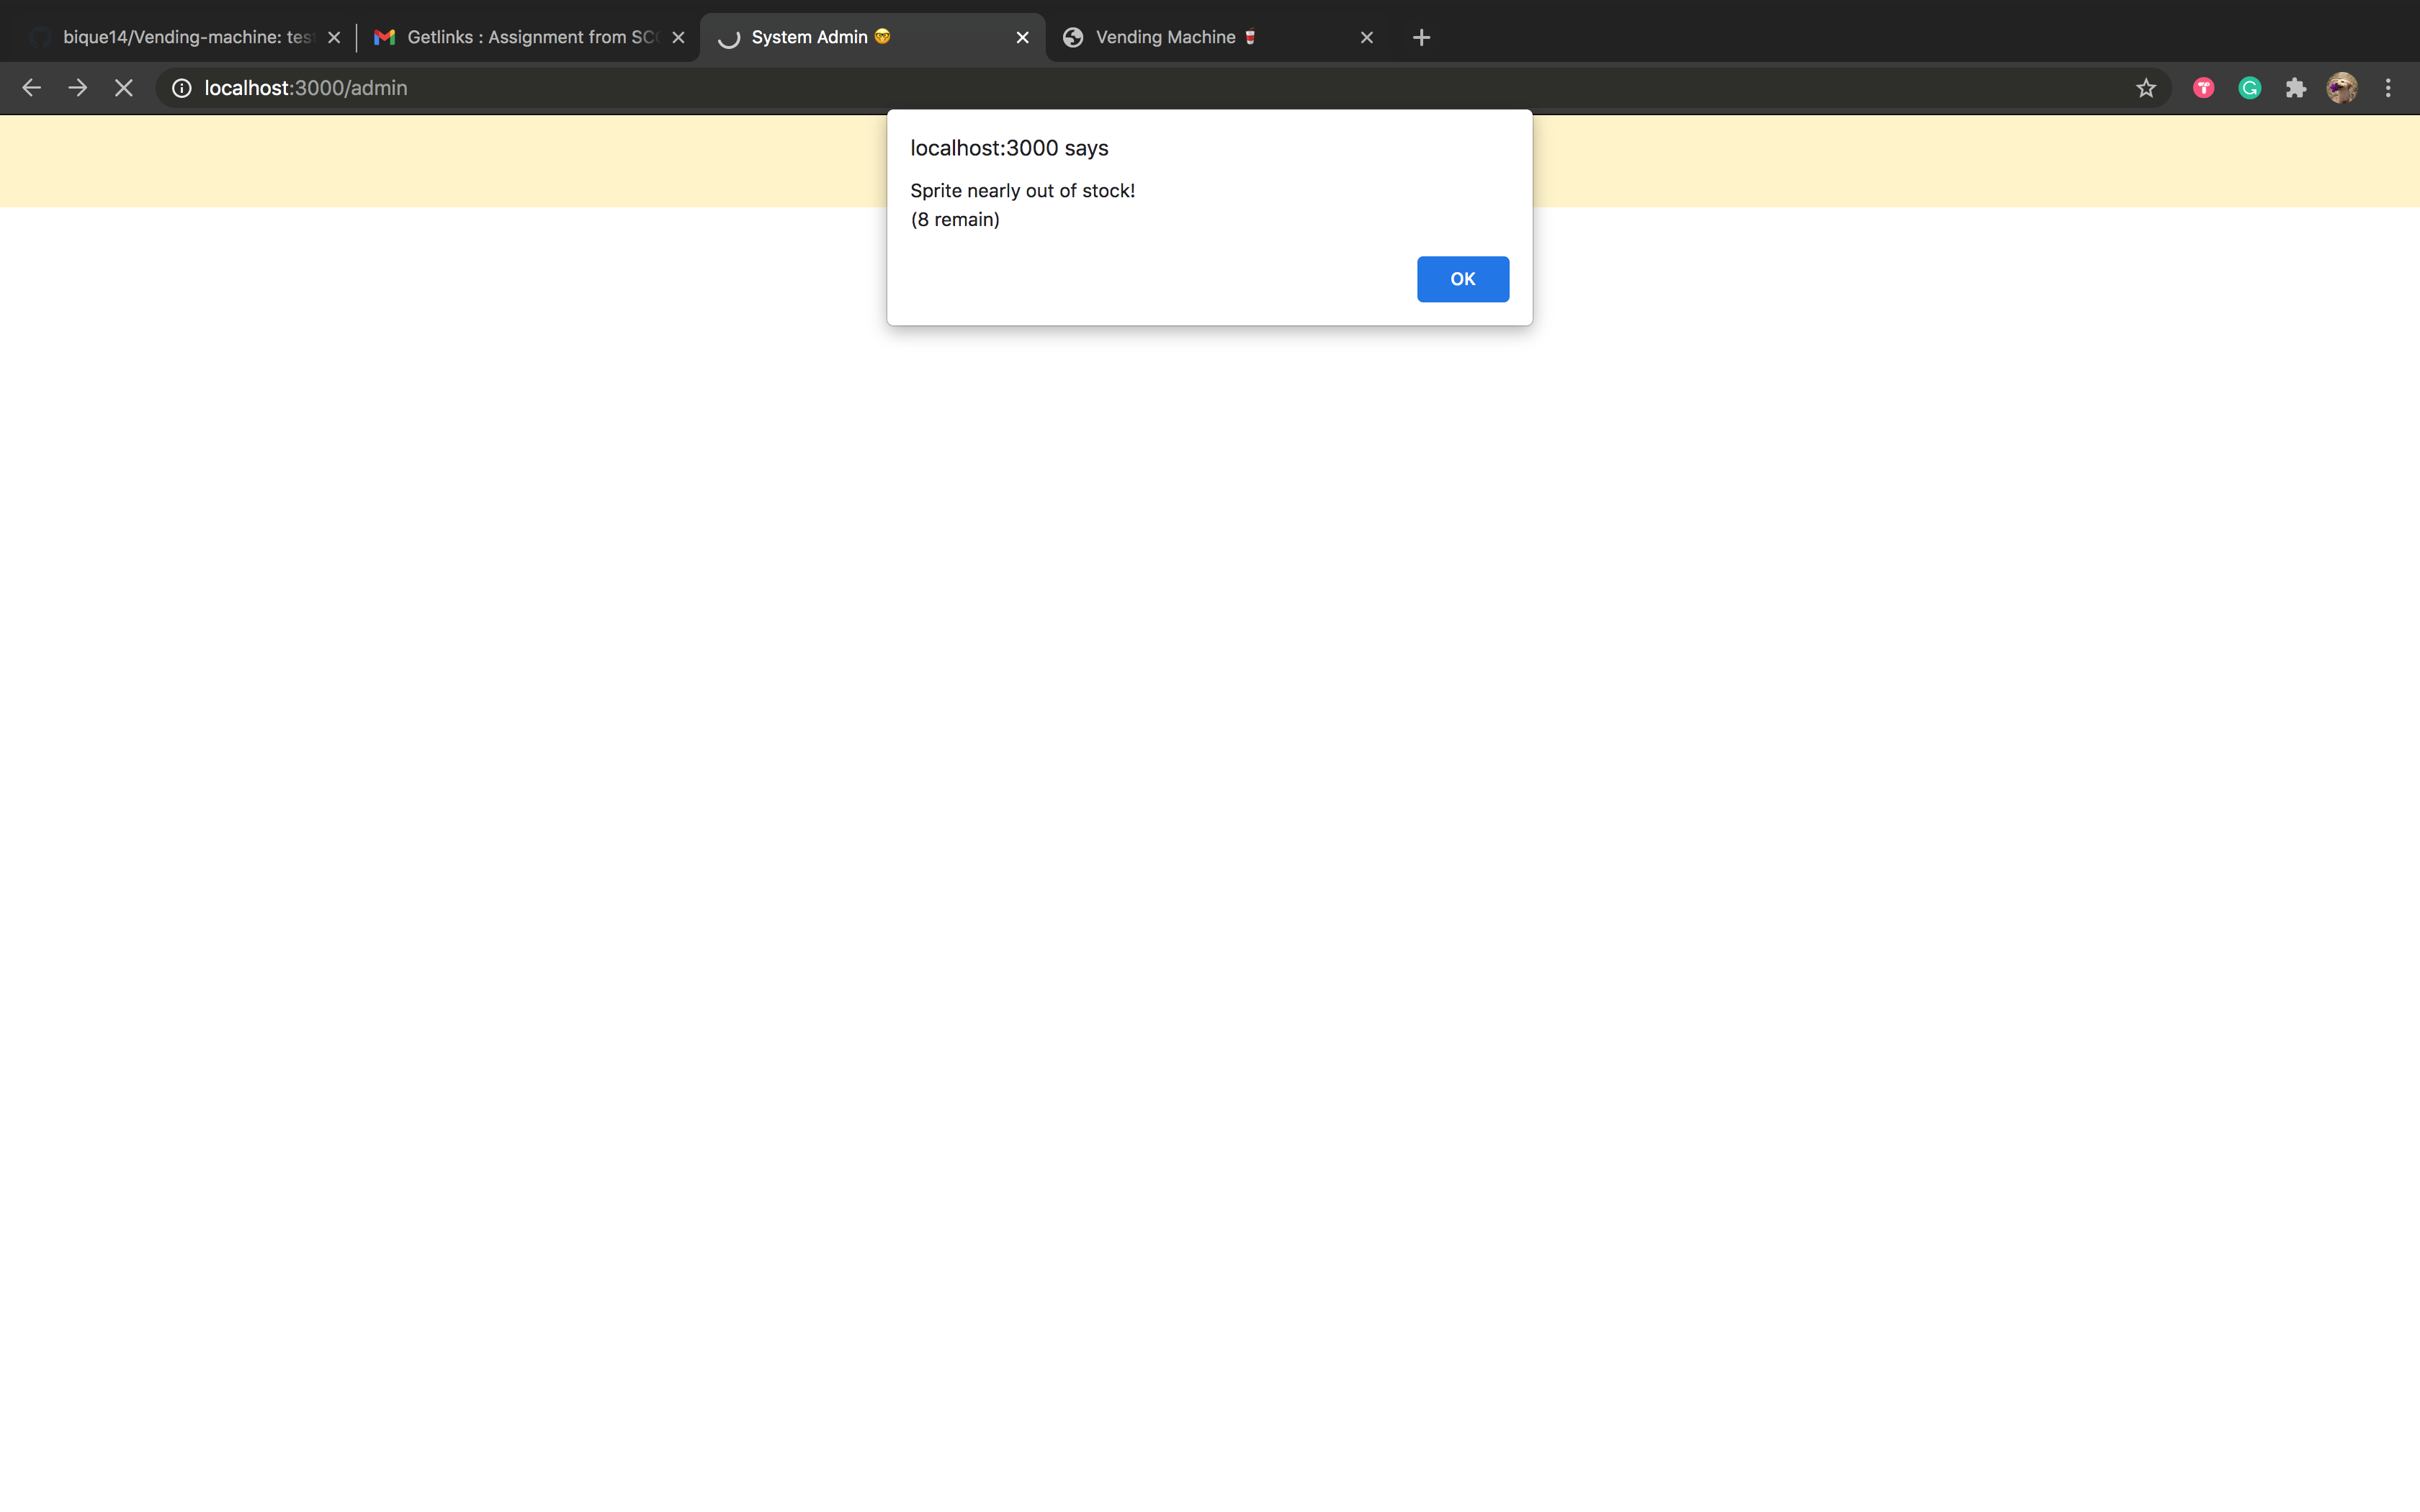 bique14/Vending-machine: tes
Getlinks : Assignment from SC
System Admin 🤓
Vending Machine 🥤
localhost:3000/admin
localhost:3000 says
Sprite nearly out of stock!
(8 remain)
OK